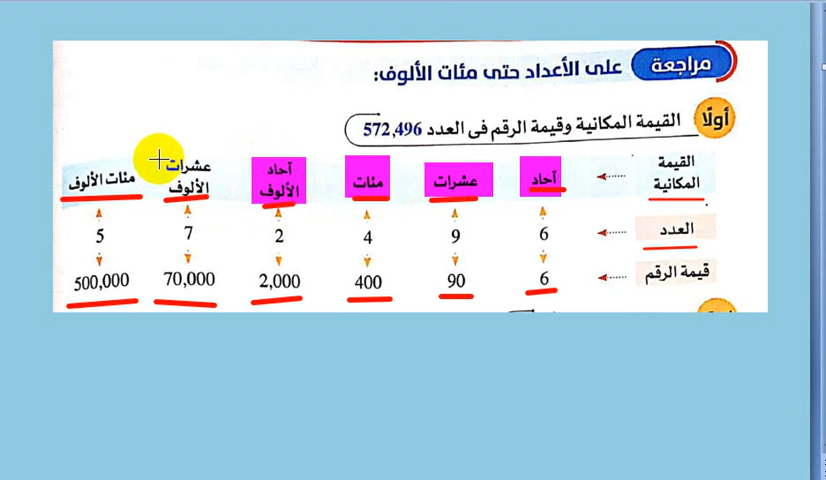 مراجعة على الأعداد حتى مئات الألوف:
أولًا القيمة المكانية وقيمة الرقم فى العدد 572,496
القيمة المكانية آحاد عشرات مئات آحاد الألوف عشرات الألوف مئات الألوف
العدد 6 9 4 2 7 5
قيمة الرقم 6 90 400 2,000 70,000 500,000